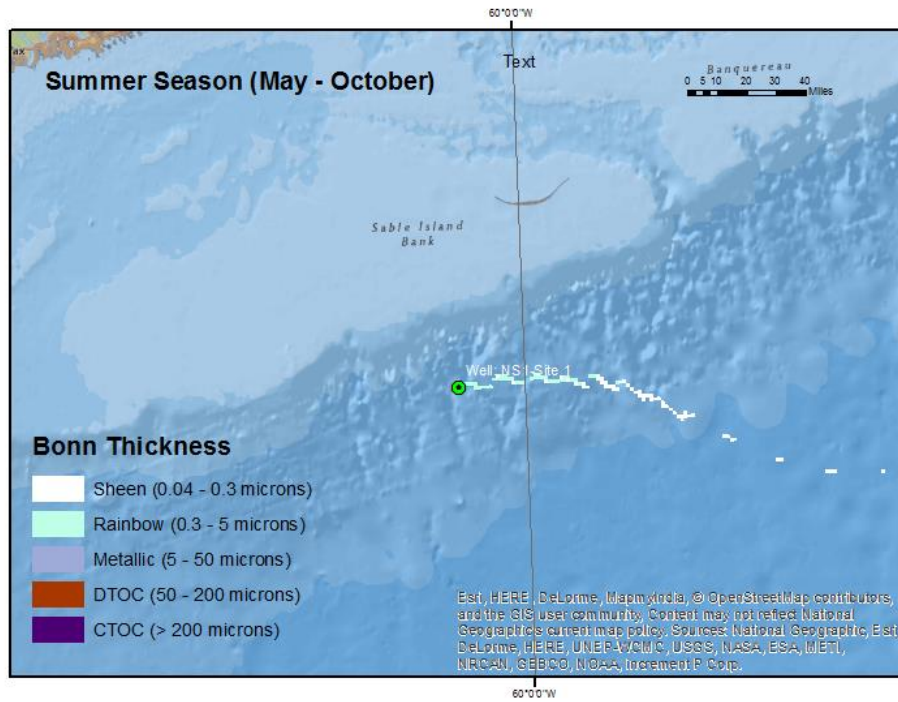 60°0'0"W
ax
Text
Banquereau
Summer Season (May - October)
0 5 10 20 30 40
Miles
Sable Island
Bank
Well: NS1 Site 1
Bonn Thickness
Sheen (0.04 - 0.3 microns)
Rainbow (0.3 - 5 microns)
Metallic (5 - 50 microns)
DTOC (50 - 200 microns)
CTOC (> 200 microns)
Esri, HERE, DeLorme, MapmyIndia, © OpenStreetMap contributors,
and the GIS user community, Content may not reflect National
Geographic's current map policy. Sources: National Geographic, Esri,
DeLorme, HERE, UNEP-WCMC, USGS, NASA, ESA, METI,
NRCAN, GEBCO, NOAA, increment P Corp.
60°0'0"W